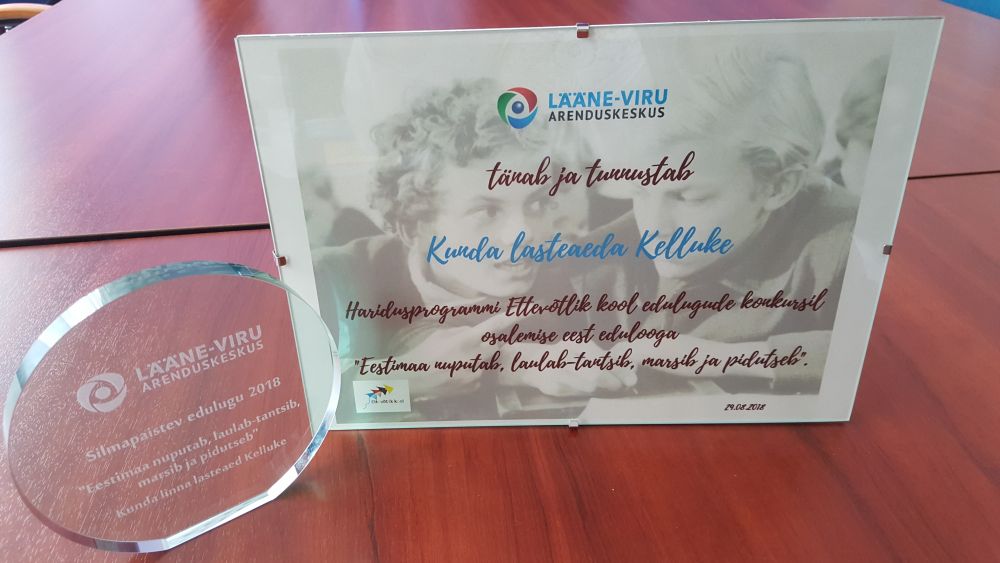 LÄÄNE-VIRU
ARENDUSKESKUS
tänab ja tunnustab
Kunda lasteaeda Kelluke
Haridusprogrammi Ettevõtlik kool edulugude konkursil
osalemise eest edulooga
"Eestimaa nuputab, laulab-tantsib, marsib ja pidutseb".
29.08.2018
LÄÄNE-VIRU
ARENDUSKESKUS
Silmapaistev edulugu 2018
"Eestimaa nuputab, laulab-tantsib,
marsib ja pidutseb"
Kunda linna lasteaed Kelluke